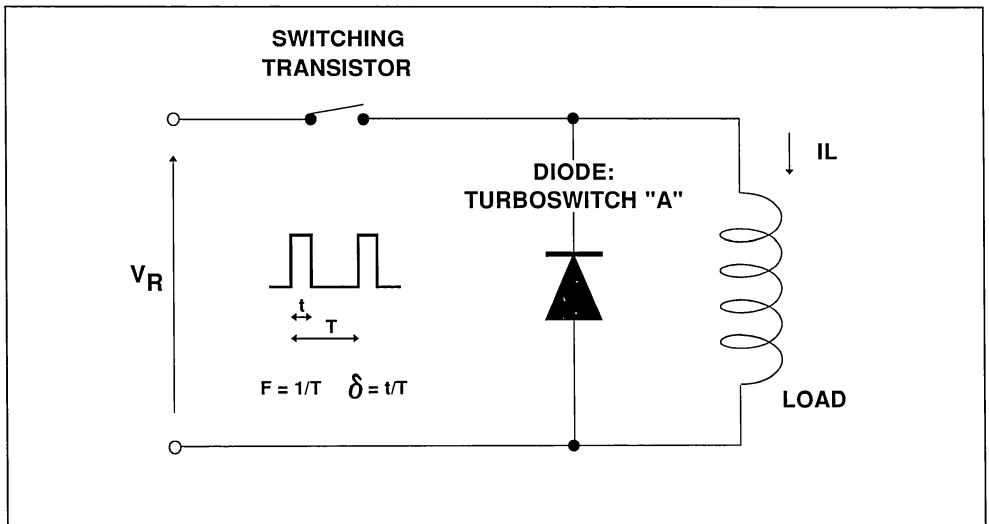 SWITCHING
TRANSISTOR
IL
DIODE:
TURBOSWITCH "A"
VR
t
T
F = 1/T δ = t/T
LOAD